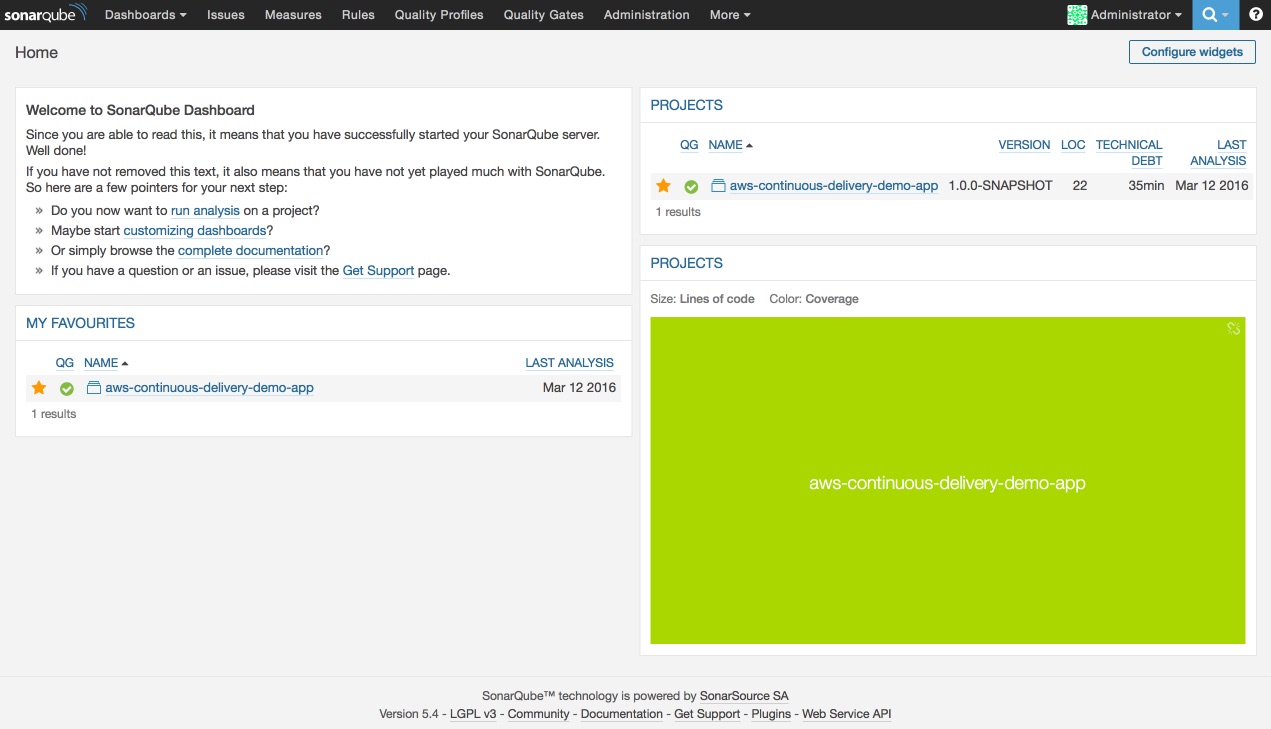 sonarqube Dashboards Issues Measures Rules Quality Profiles Quality Gates Administration More Administrator ?
Home
Configure widgets
Welcome to SonarQube Dashboard
Since you are able to read this, it means that you have successfully started your SonarQube server.
Well done!
If you have not removed this text, it also means that you have not yet played much with SonarQube.
So here are a few pointers for your next step:
» Do you now want to run analysis on a project?
» Maybe start customizing dashboards?
» Or simply browse the complete documentation?
» If you have a question or an issue, please visit the Get Support page.
MY FAVOURITES
QG NAME LAST ANALYSIS
aws-continuous-delivery-demo-app Mar 12 2016
1 results
PROJECTS
QG NAME VERSION LOC TECHNICAL LAST
DEBT ANALYSIS
aws-continuous-delivery-demo-app 1.0.0-SNAPSHOT 22 35min Mar 12 2016
1 results
PROJECTS
Size: Lines of code Color: Coverage
aws-continuous-delivery-demo-app
SonarQube™ technology is powered by SonarSource SA
Version 5.4 - LGPL v3 - Community - Documentation - Get Support - Plugins - Web Service API